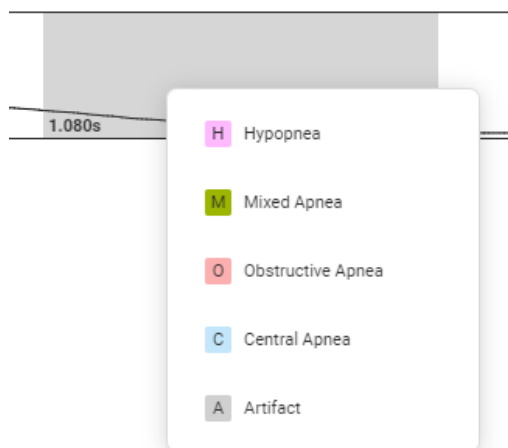 1.080s
H Hypopnea
M Mixed Apnea
O Obstructive Apnea
C Central Apnea
A Artifact